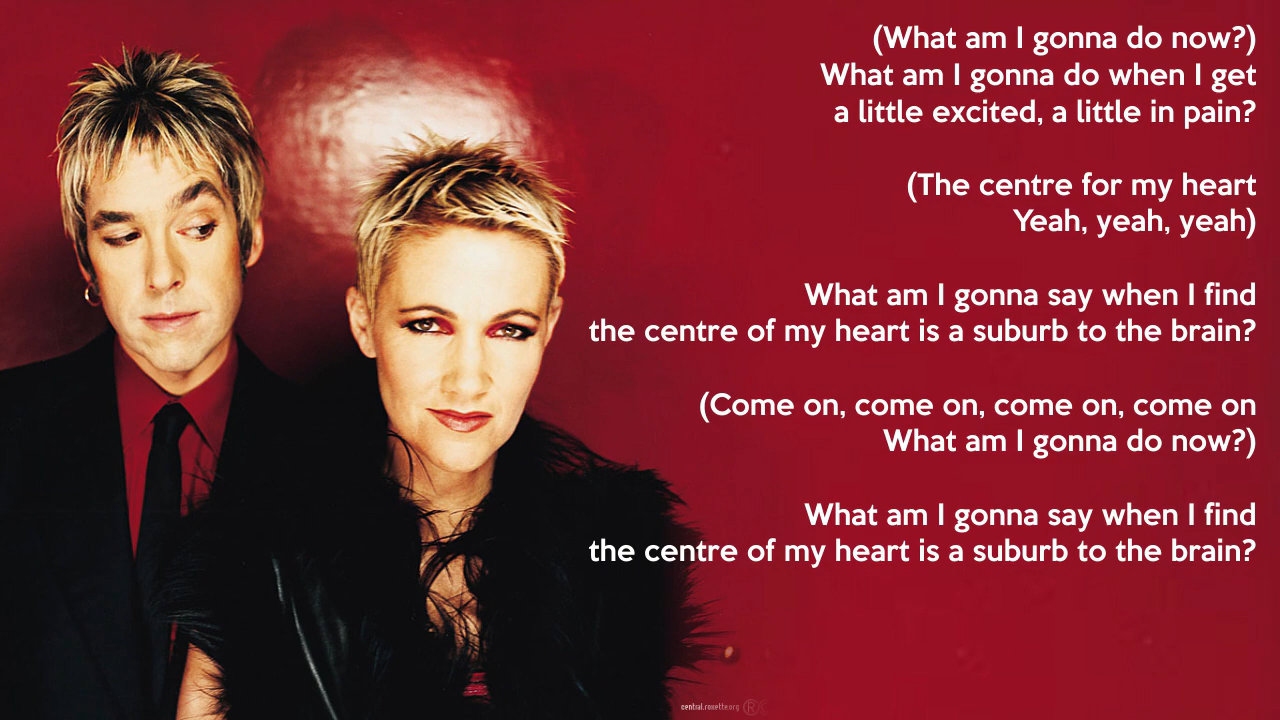 (What am I gonna do now?)
What am I gonna do when I get
a little excited, a little in pain?
(The centre for my heart
Yeah, yeah, yeah)
What am I gonna say when I find
the centre of my heart is a suburb to the brain?
(Come on, come on, come on, come on
What am I gonna do now?)
What am I gonna say when I find
the centre of my heart is a suburb to the brain?
central.roxette.org R